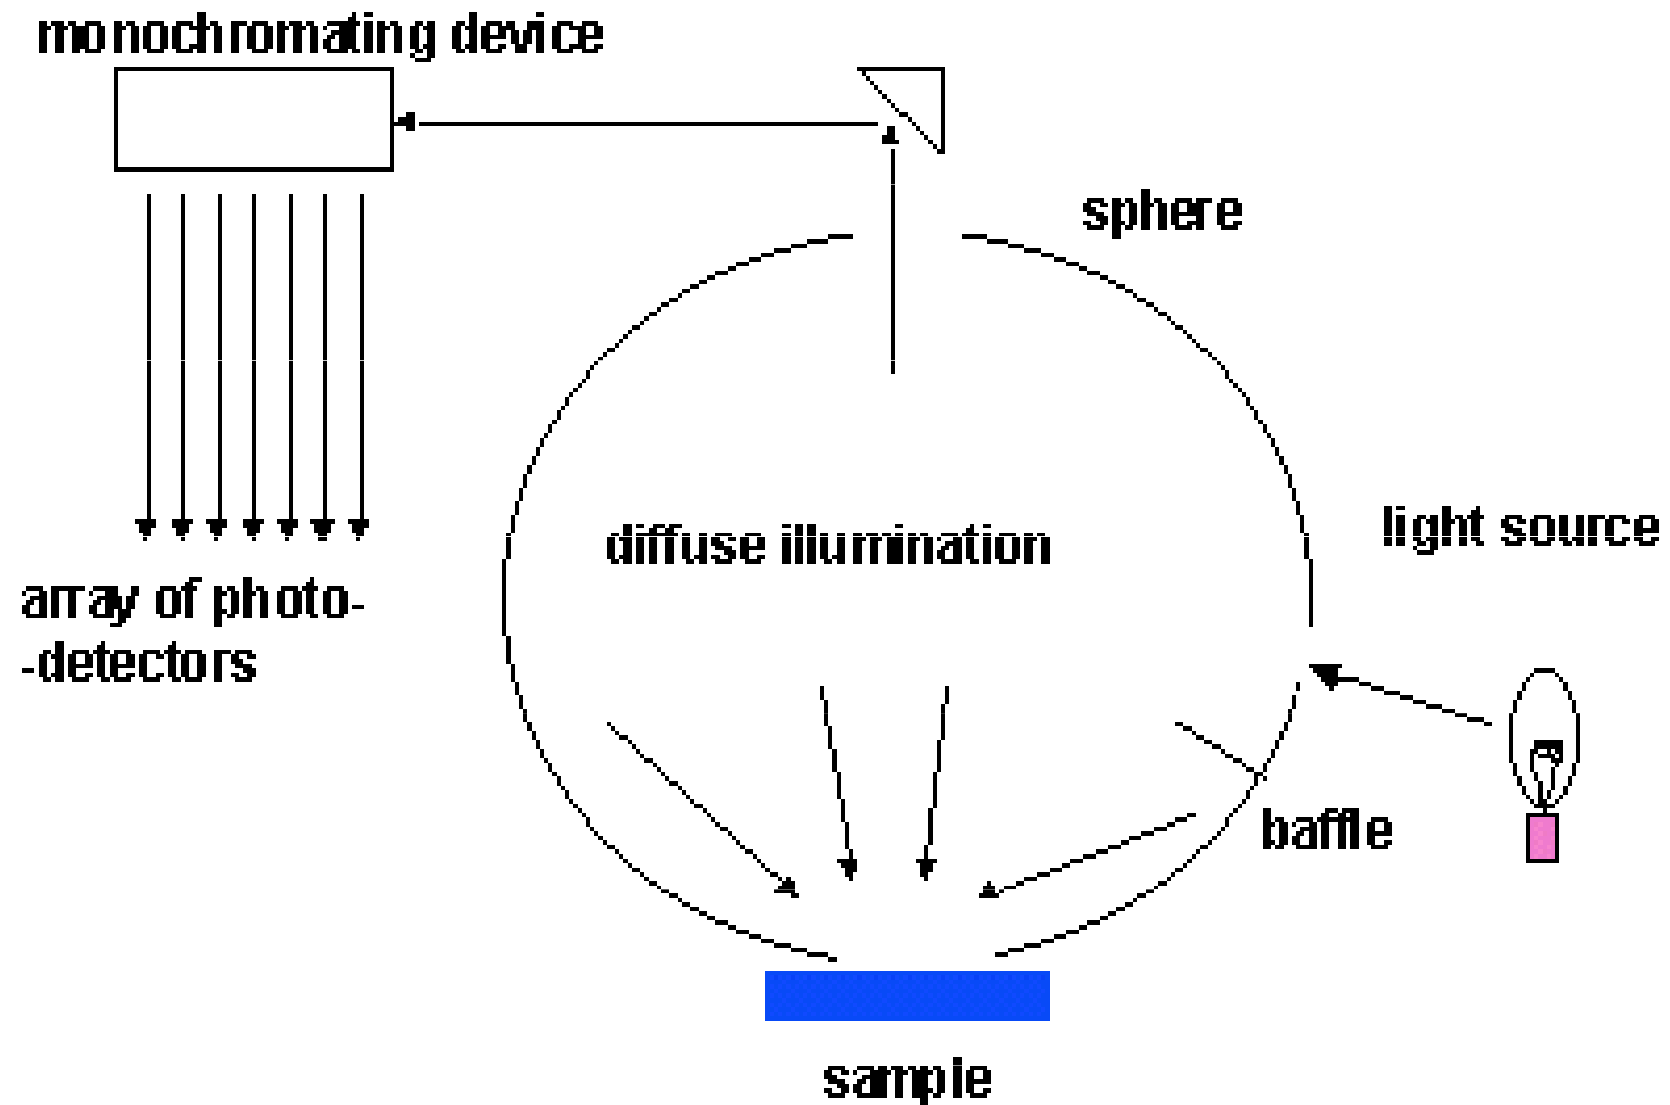 monochromating device
sphere
light source
diffuse illumination
array of photo-
-detectors
baffle
sample